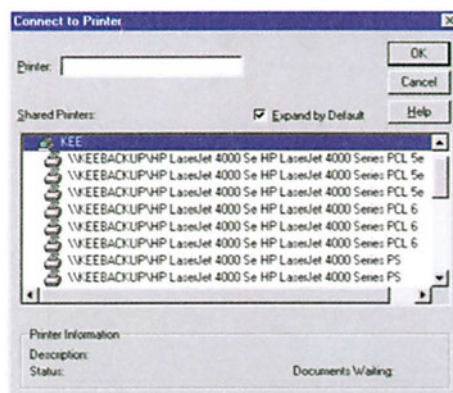 Connect to Printer
OK
Printer:
Cancel
Shared Printers:
Expand by Default
Help
KEE
\\KEEBACKUP\HP LaserJet 4000 Se HP LaserJet 4000 Series PCL 5e
\\KEEBACKUP\HP LaserJet 4000 Se HP LaserJet 4000 Series PCL 5e
\\KEEBACKUP\HP LaserJet 4000 Se HP LaserJet 4000 Series PCL 5e
\\KEEBACKUP\HP LaserJet 4000 Se HP LaserJet 4000 Series PCL 6
\\KEEBACKUP\HP LaserJet 4000 Se HP LaserJet 4000 Series PCL 6
\\KEEBACKUP\HP LaserJet 4000 Se HP LaserJet 4000 Series PCL 6
\\KEEBACKUP\HP LaserJet 4000 Se HP LaserJet 4000 Series PS
\\KEEBACKUP\HP LaserJet 4000 Se HP LaserJet 4000 Series PS
Printer Information
Description:
Status:
Documents Waiting: